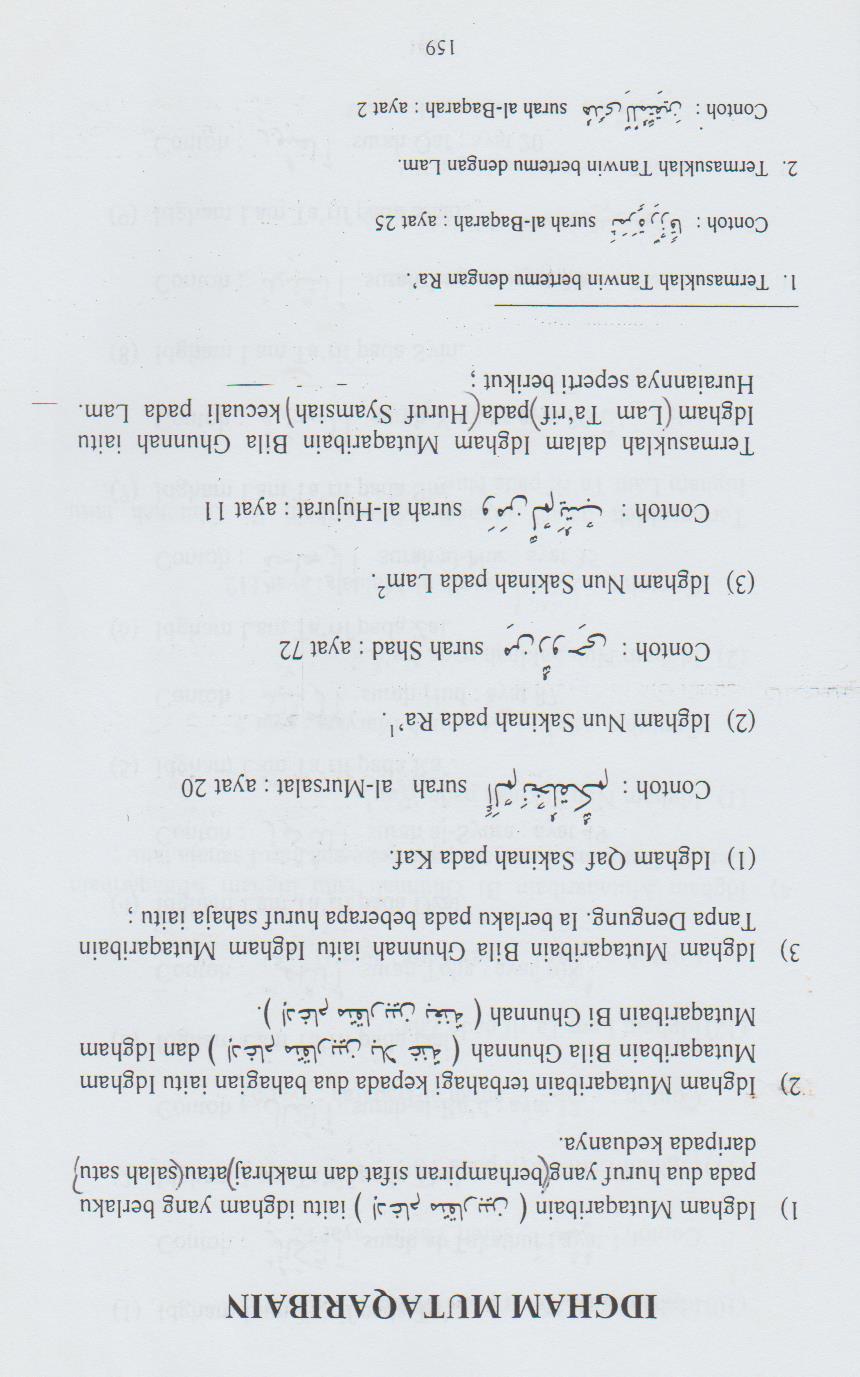 IDGHAM MUTAQARIBAIN
1) Idgham Mutaqaribain ( إدغام متقاربين ) iaitu idgham yang berlaku
pada dua huruf yang (berhampiran sifat dan makhraj) atau (salah satu)
daripada keduanya.
2) Idgham Mutaqaribain terbahagi kepada dua bahagian iaitu Idgham
Mutaqaribain Bila Ghunnah ( إدغام متقاربين بلا غنة ) dan Idgham
Mutaqaribain Bi Ghunnah ( إدغام متقاربين بغنة ).
3) Idgham Mutaqaribain Bila Ghunnah iaitu Idgham Mutaqaribain
Tanpa Dengung. Ia berlaku pada beberapa huruf sahaja iaitu ;
(1) Idgham Qaf Sakinah pada Kaf.
Contoh : أَلَمْ نَخْلُقكُّم surah al-Mursalat : ayat 20
(2) Idgham Nun Sakinah pada Ra’¹.
Contoh : مِن رُّوحِى surah Shad : ayat 72
(3) Idgham Nun Sakinah pada Lam².
Contoh : وَمَن لَّمْ يَتُبْ surah al-Hujurat : ayat 11
Termasuklah dalam Idgham Mutaqaribain Bila Ghunnah iaitu
Idgham (Lam Ta‘rif) pada (Huruf Syamsiah) kecuali pada Lam.
Huraiannya seperti berikut ;
1. Termasuklah Tanwin bertemu dengan Ra’.
Contoh : ثَمَرَةٍ رِّزْقًا surah al-Baqarah : ayat 25
2. Termasuklah Tanwin bertemu dengan Lam.
Contoh : هُدًى لِّلْمُتَّقِينَ surah al-Baqarah : ayat 2
159